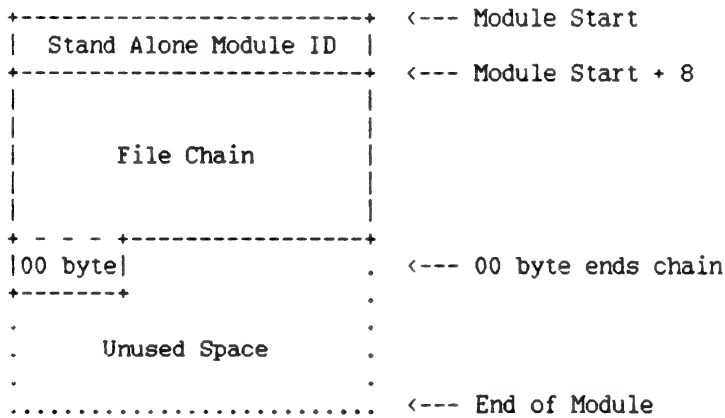 +--------------------------+ <--- Module Start
| Stand Alone Module ID |
+--------------------------+ <--- Module Start + 8
| |
| |
| File Chain |
| |
| |
+ - - - +------------------+
|00 byte| . <--- 00 byte ends chain
+-------+ .
. .
. Unused Space .
. .
........................... <--- End of Module